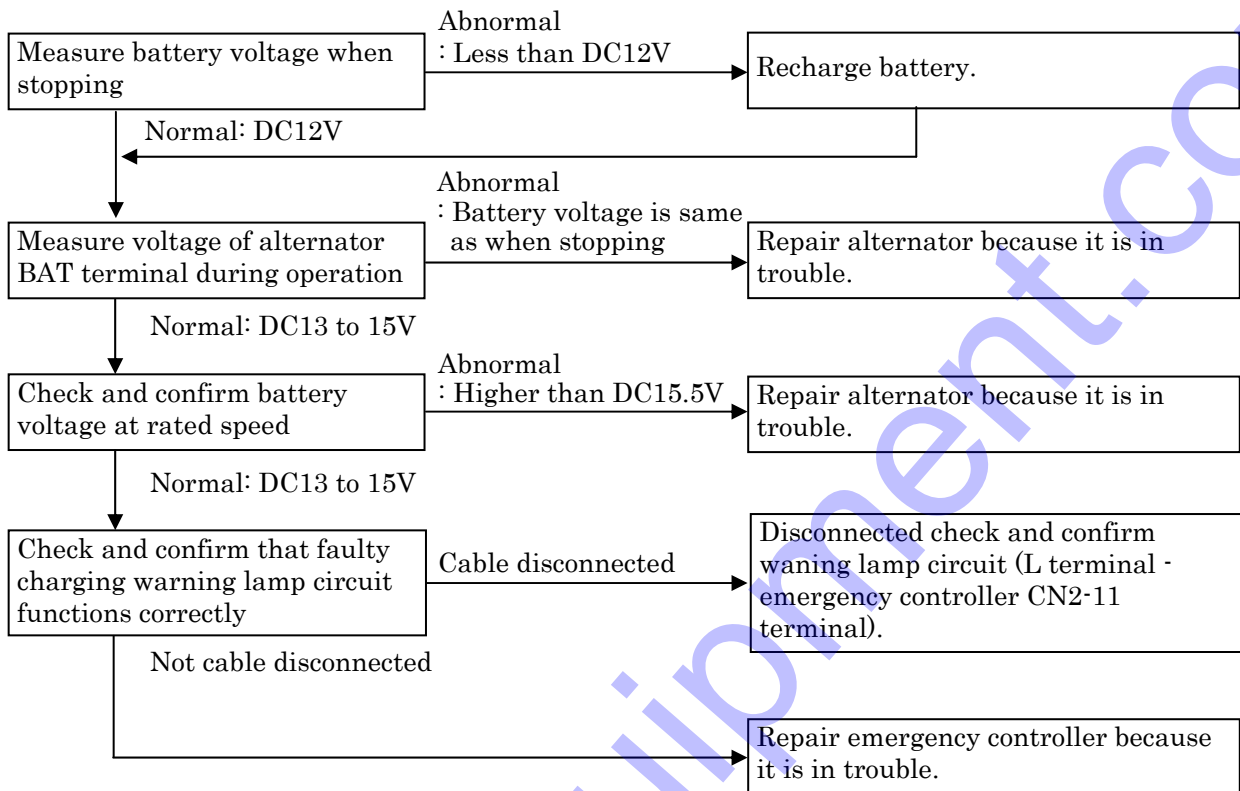 Abnormal
: Less than DC12V
Measure battery voltage when
stopping
Recharge battery.
Normal: DC12V
Abnormal
: Battery voltage is same
as when stopping
Measure voltage of alternator
BAT terminal during operation
Repair alternator because it is in
trouble.
Normal: DC13 to 15V
Abnormal
: Higher than DC15.5V
Check and confirm battery
voltage at rated speed
Repair alternator because it is in
trouble.
Normal: DC13 to 15V
Check and confirm that faulty
charging warning lamp circuit
functions correctly
Cable disconnected
Disconnected check and confirm
waning lamp circuit (L terminal -
emergency controller CN2-11
terminal).
Not cable disconnected
Repair emergency controller because
it is in trouble.
uipment.co